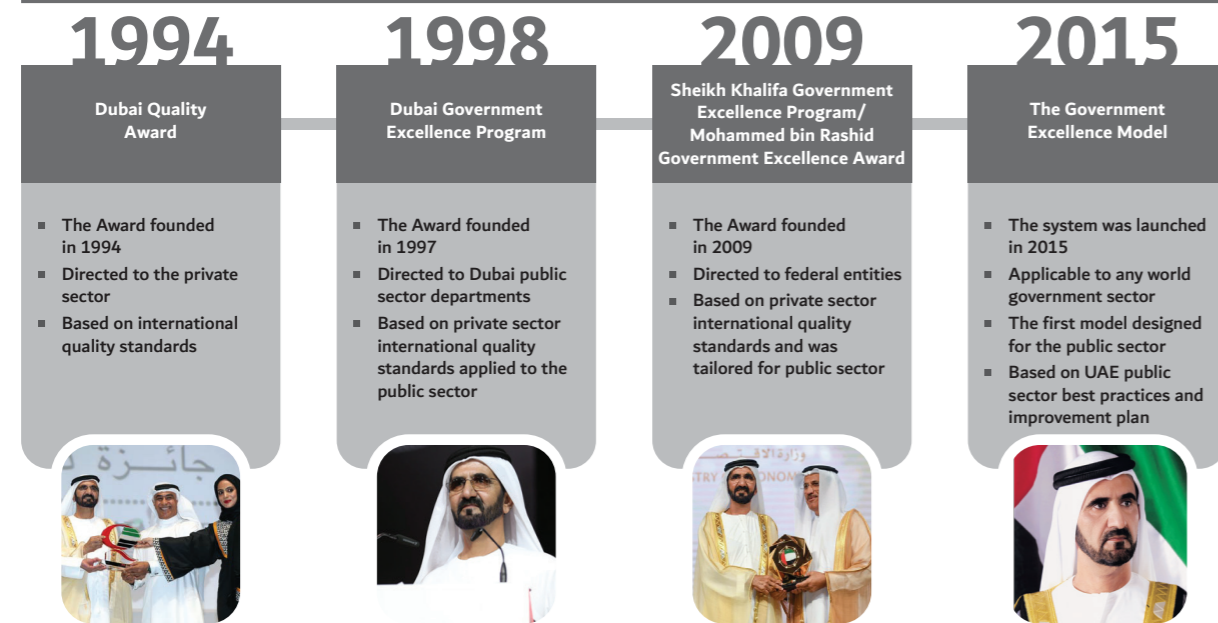 1994
Dubai Quality
Award
The Award founded
in 1994
Directed to the private
sector
Based on international
quality standards
جائزة
1998
Dubai Government
Excellence Program
The Award founded
in 1997
Directed to Dubai public
sector departments
Based on private sector
international quality
standards applied to the
public sector
2009
Sheikh Khalifa Government
Excellence Program/
Mohammed bin Rashid
Government Excellence Award
The Award founded
in 2009
Directed to federal entities
Based on private sector
international quality
standards and was
tailored for public sector
2015
The Government
Excellence Model
The system was launched
in 2015
Applicable to any world
government sector
The first model designed
for the public sector
Based on UAE public
sector best practices and
improvement plan